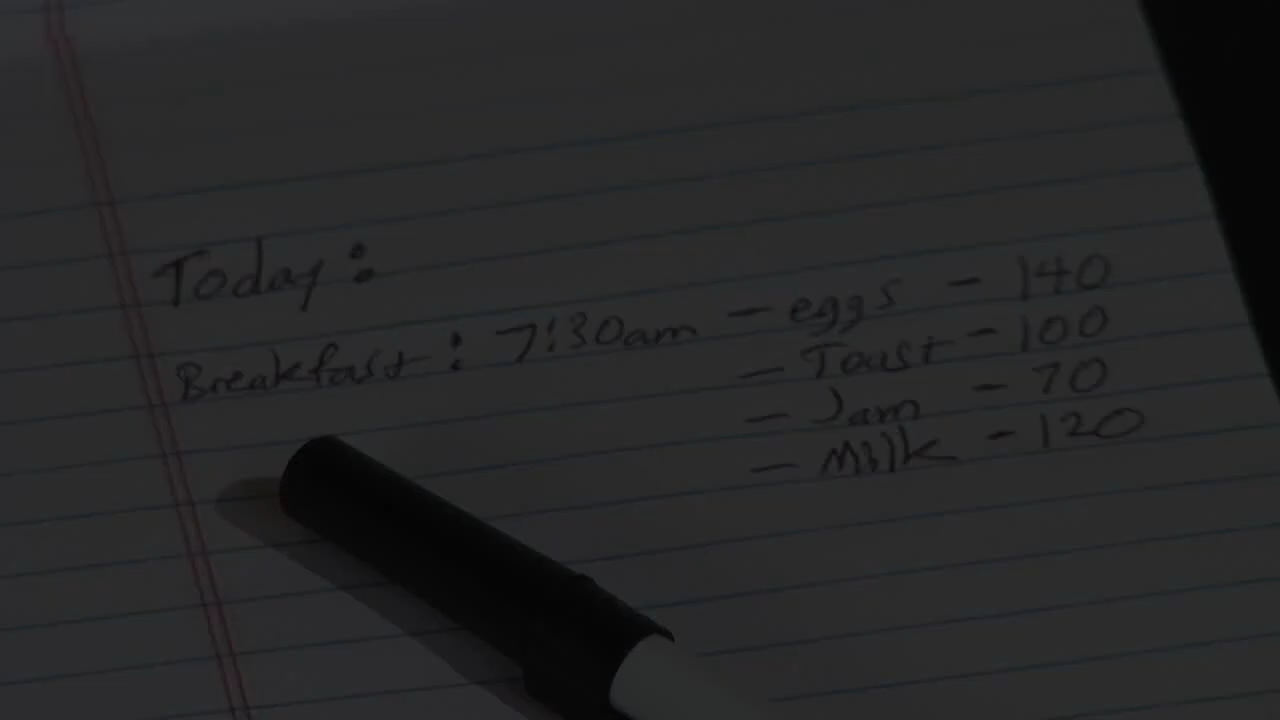 Today:
Breakfast: 7:30am - eggs - 140
- Toast - 100
- Jam - 70
- Milk - 120